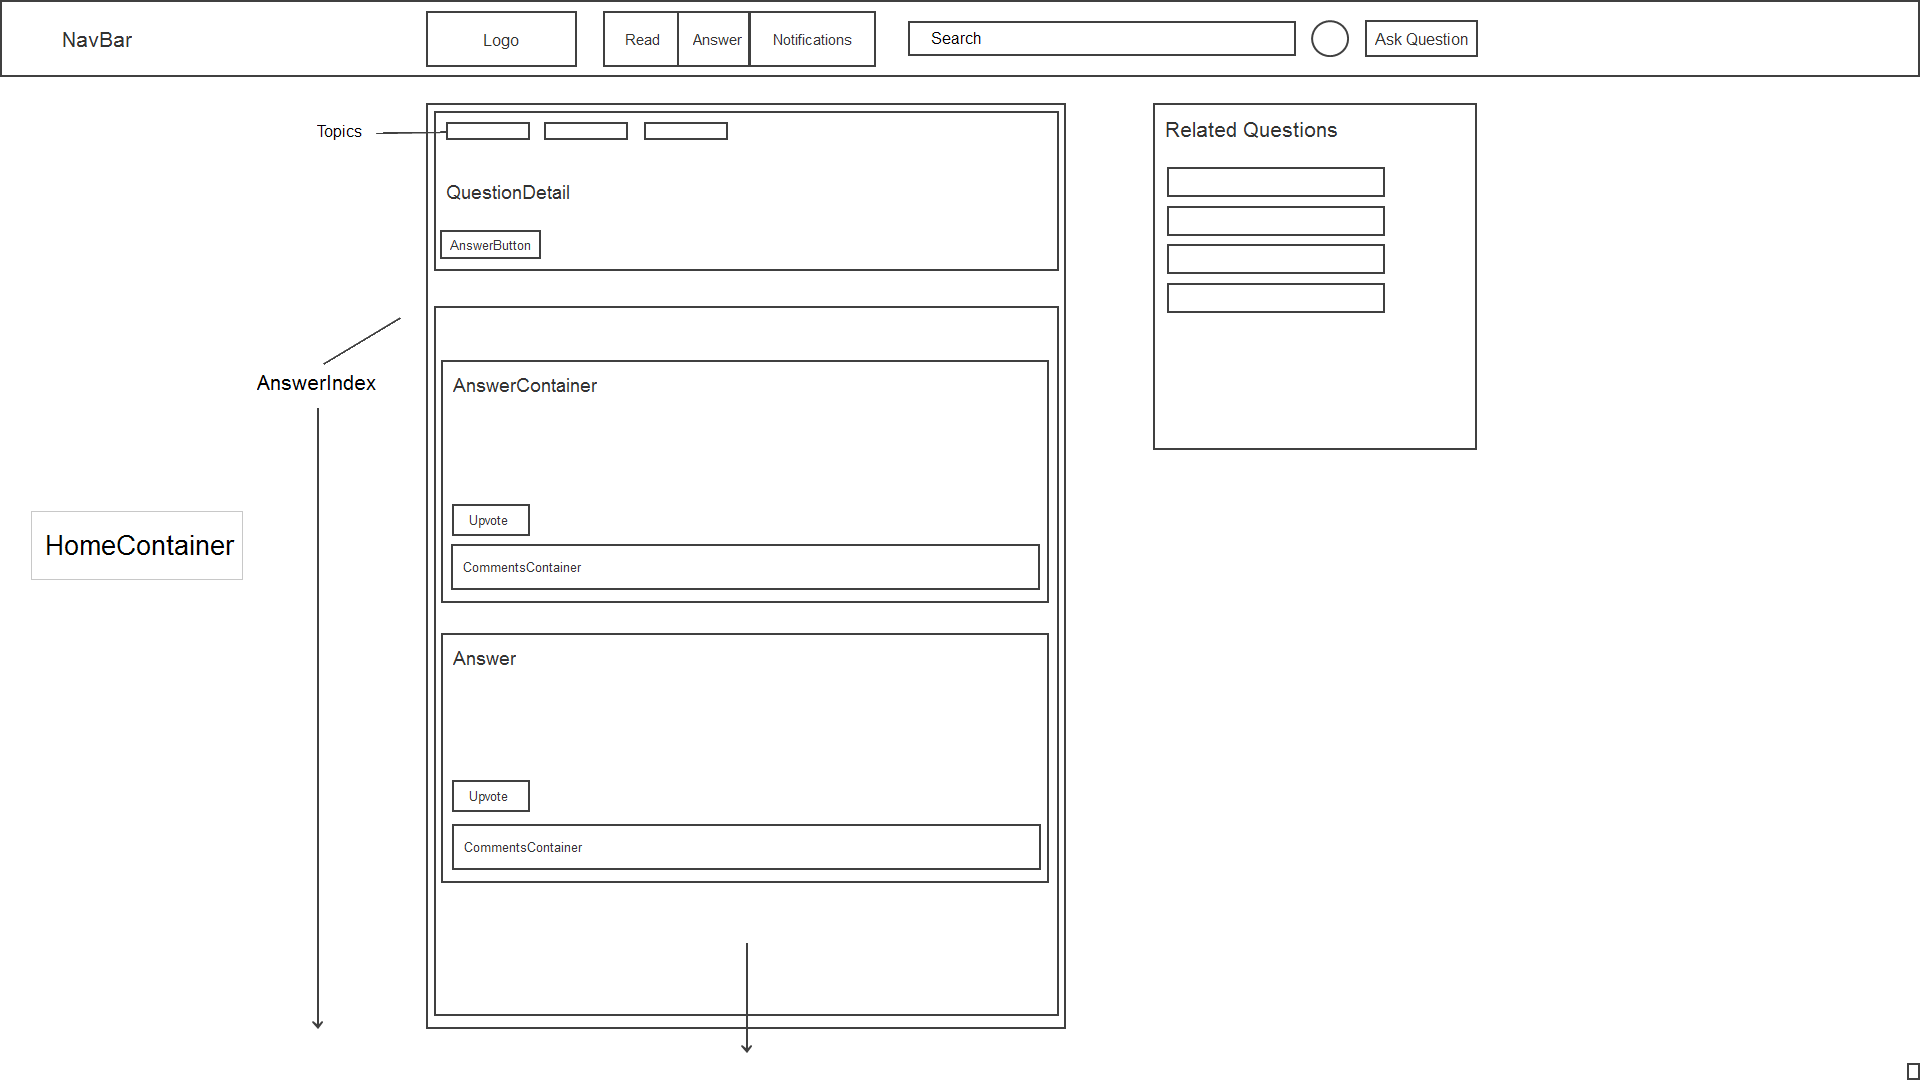 NavBar
Logo
Read
Answer
Notifications
Search
Ask Question
Topics
QuestionDetail
AnswerButton
Related Questions
AnswerIndex
AnswerContainer
Upvote
CommentsContainer
HomeContainer
Answer
Upvote
CommentsContainer